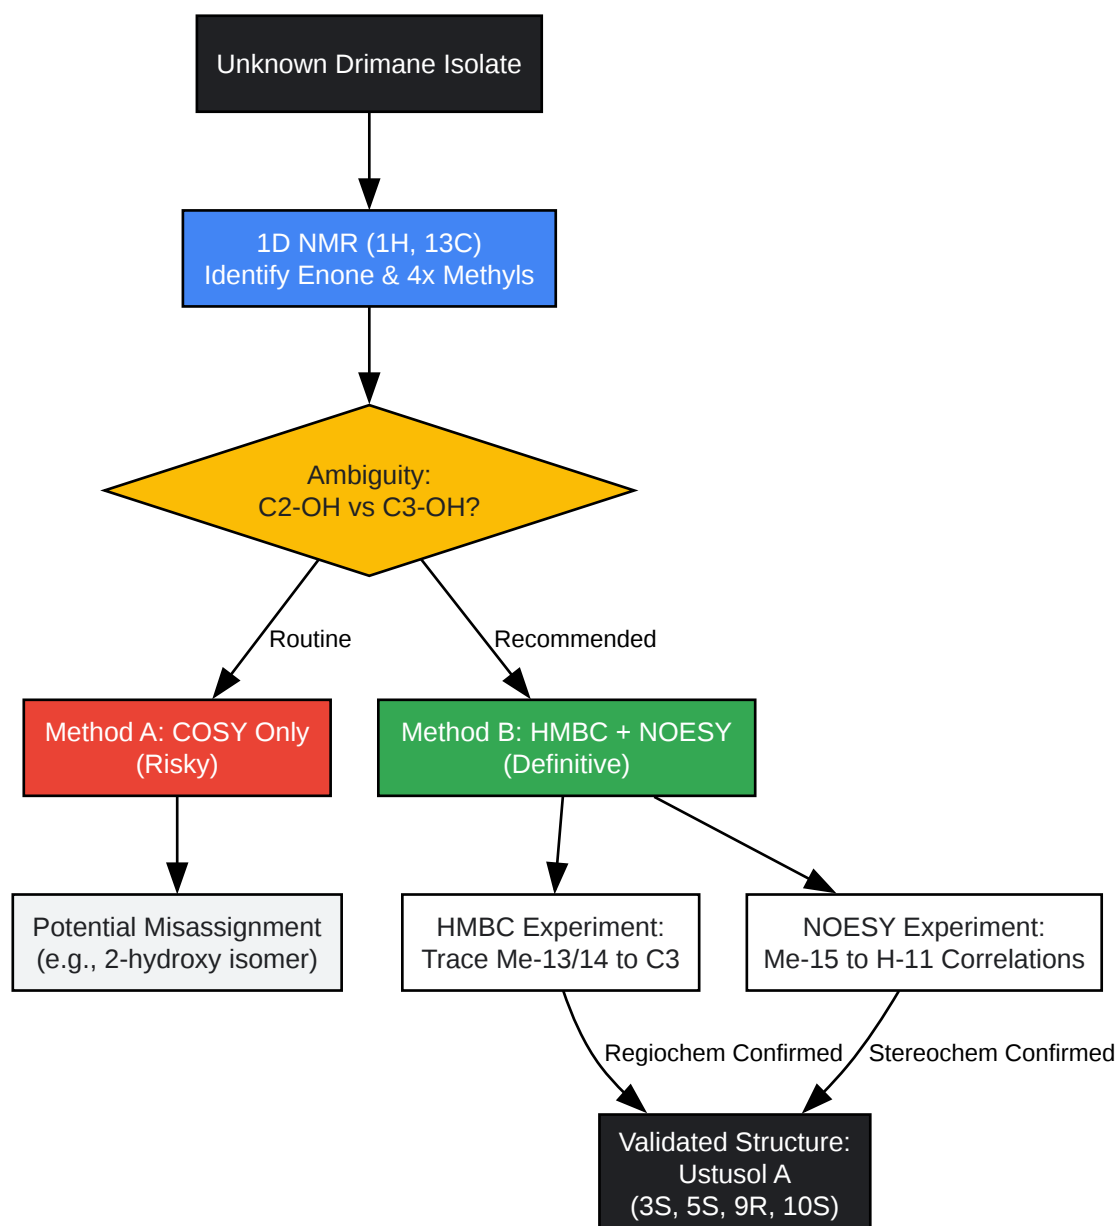 Unknown Drimane Isolate
1D NMR (1H, 13C)
Identify Enone & 4x Methyls
Ambiguity:
C2-OH vs C3-OH?
Routine
Recommended
Method A: COSY Only
(Risky)
Method B: HMBC + NOESY
(Definitive)
Potential Misassignment
(e.g., 2-hydroxy isomer)
HMBC Experiment:
Trace Me-13/14 to C3
NOESY Experiment:
Me-15 to H-11 Correlations
Regiochem Confirmed
Stereochem Confirmed
Validated Structure:
Ustusol A
(3S, 5S, 9R, 10S)